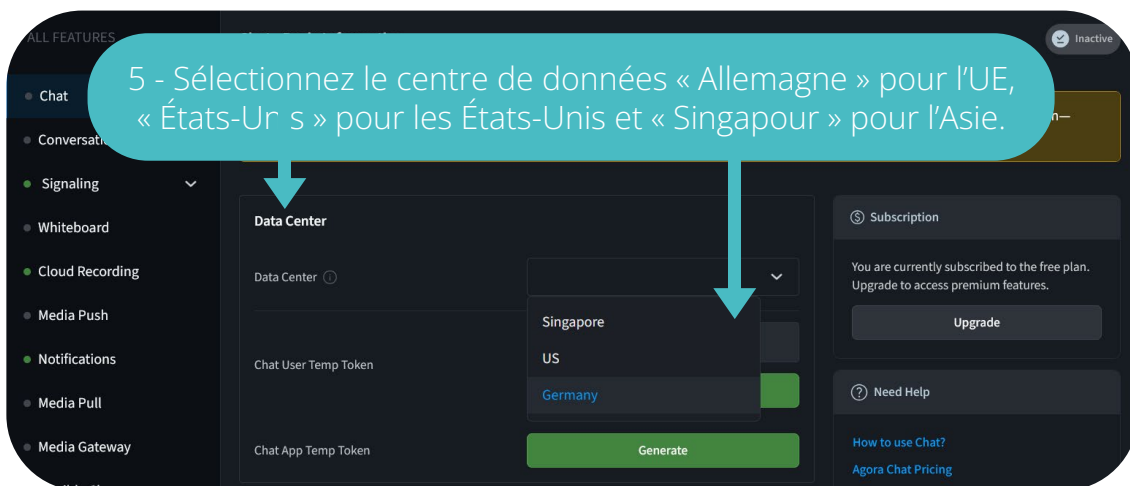 ALL FEATURES
Inactive
5 - Sélectionnez le centre de données « Allemagne » pour l’UE,
« États-Un s » pour les États-Unis et « Singapour » pour l’Asie.
Chat
Signaling
Whiteboard
Cloud Recording
Media Push
Notifications
Media Pull
Media Gateway
Data Center
Data Center
Singapore
US
Germany
Chat User Temp Token
Chat App Temp Token
Generate
Subscription
You are currently subscribed to the free plan.
Upgrade to access premium features.
Upgrade
Need Help
How to use Chat?
Agora Chat Pricing